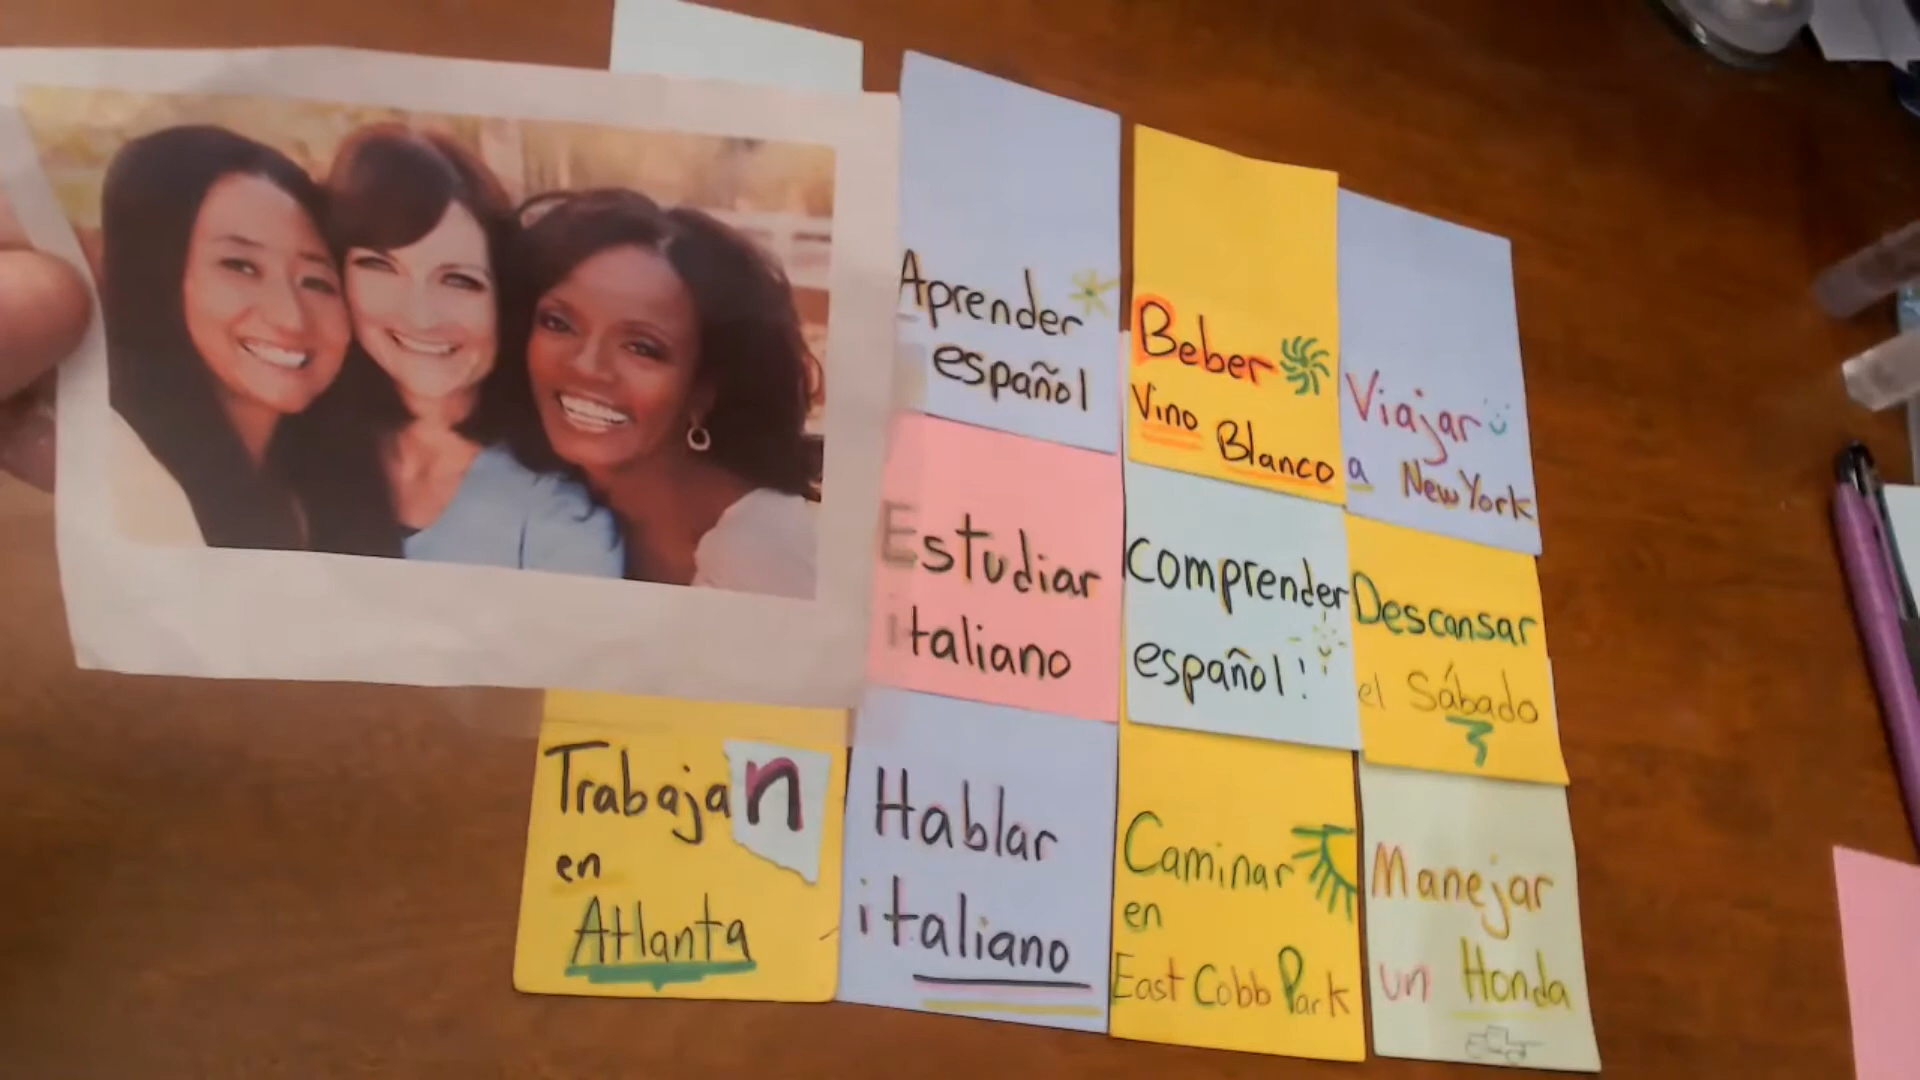 Aprender
español
Beber
Vino Blanco
Viajar
a New York
Estudiar
italiano
Comprender
español!
Descansar
el Sábado
Trabajan
en
Atlanta
Hablar
italiano
Caminar
en
East Cobb Park
Manejar
un Honda